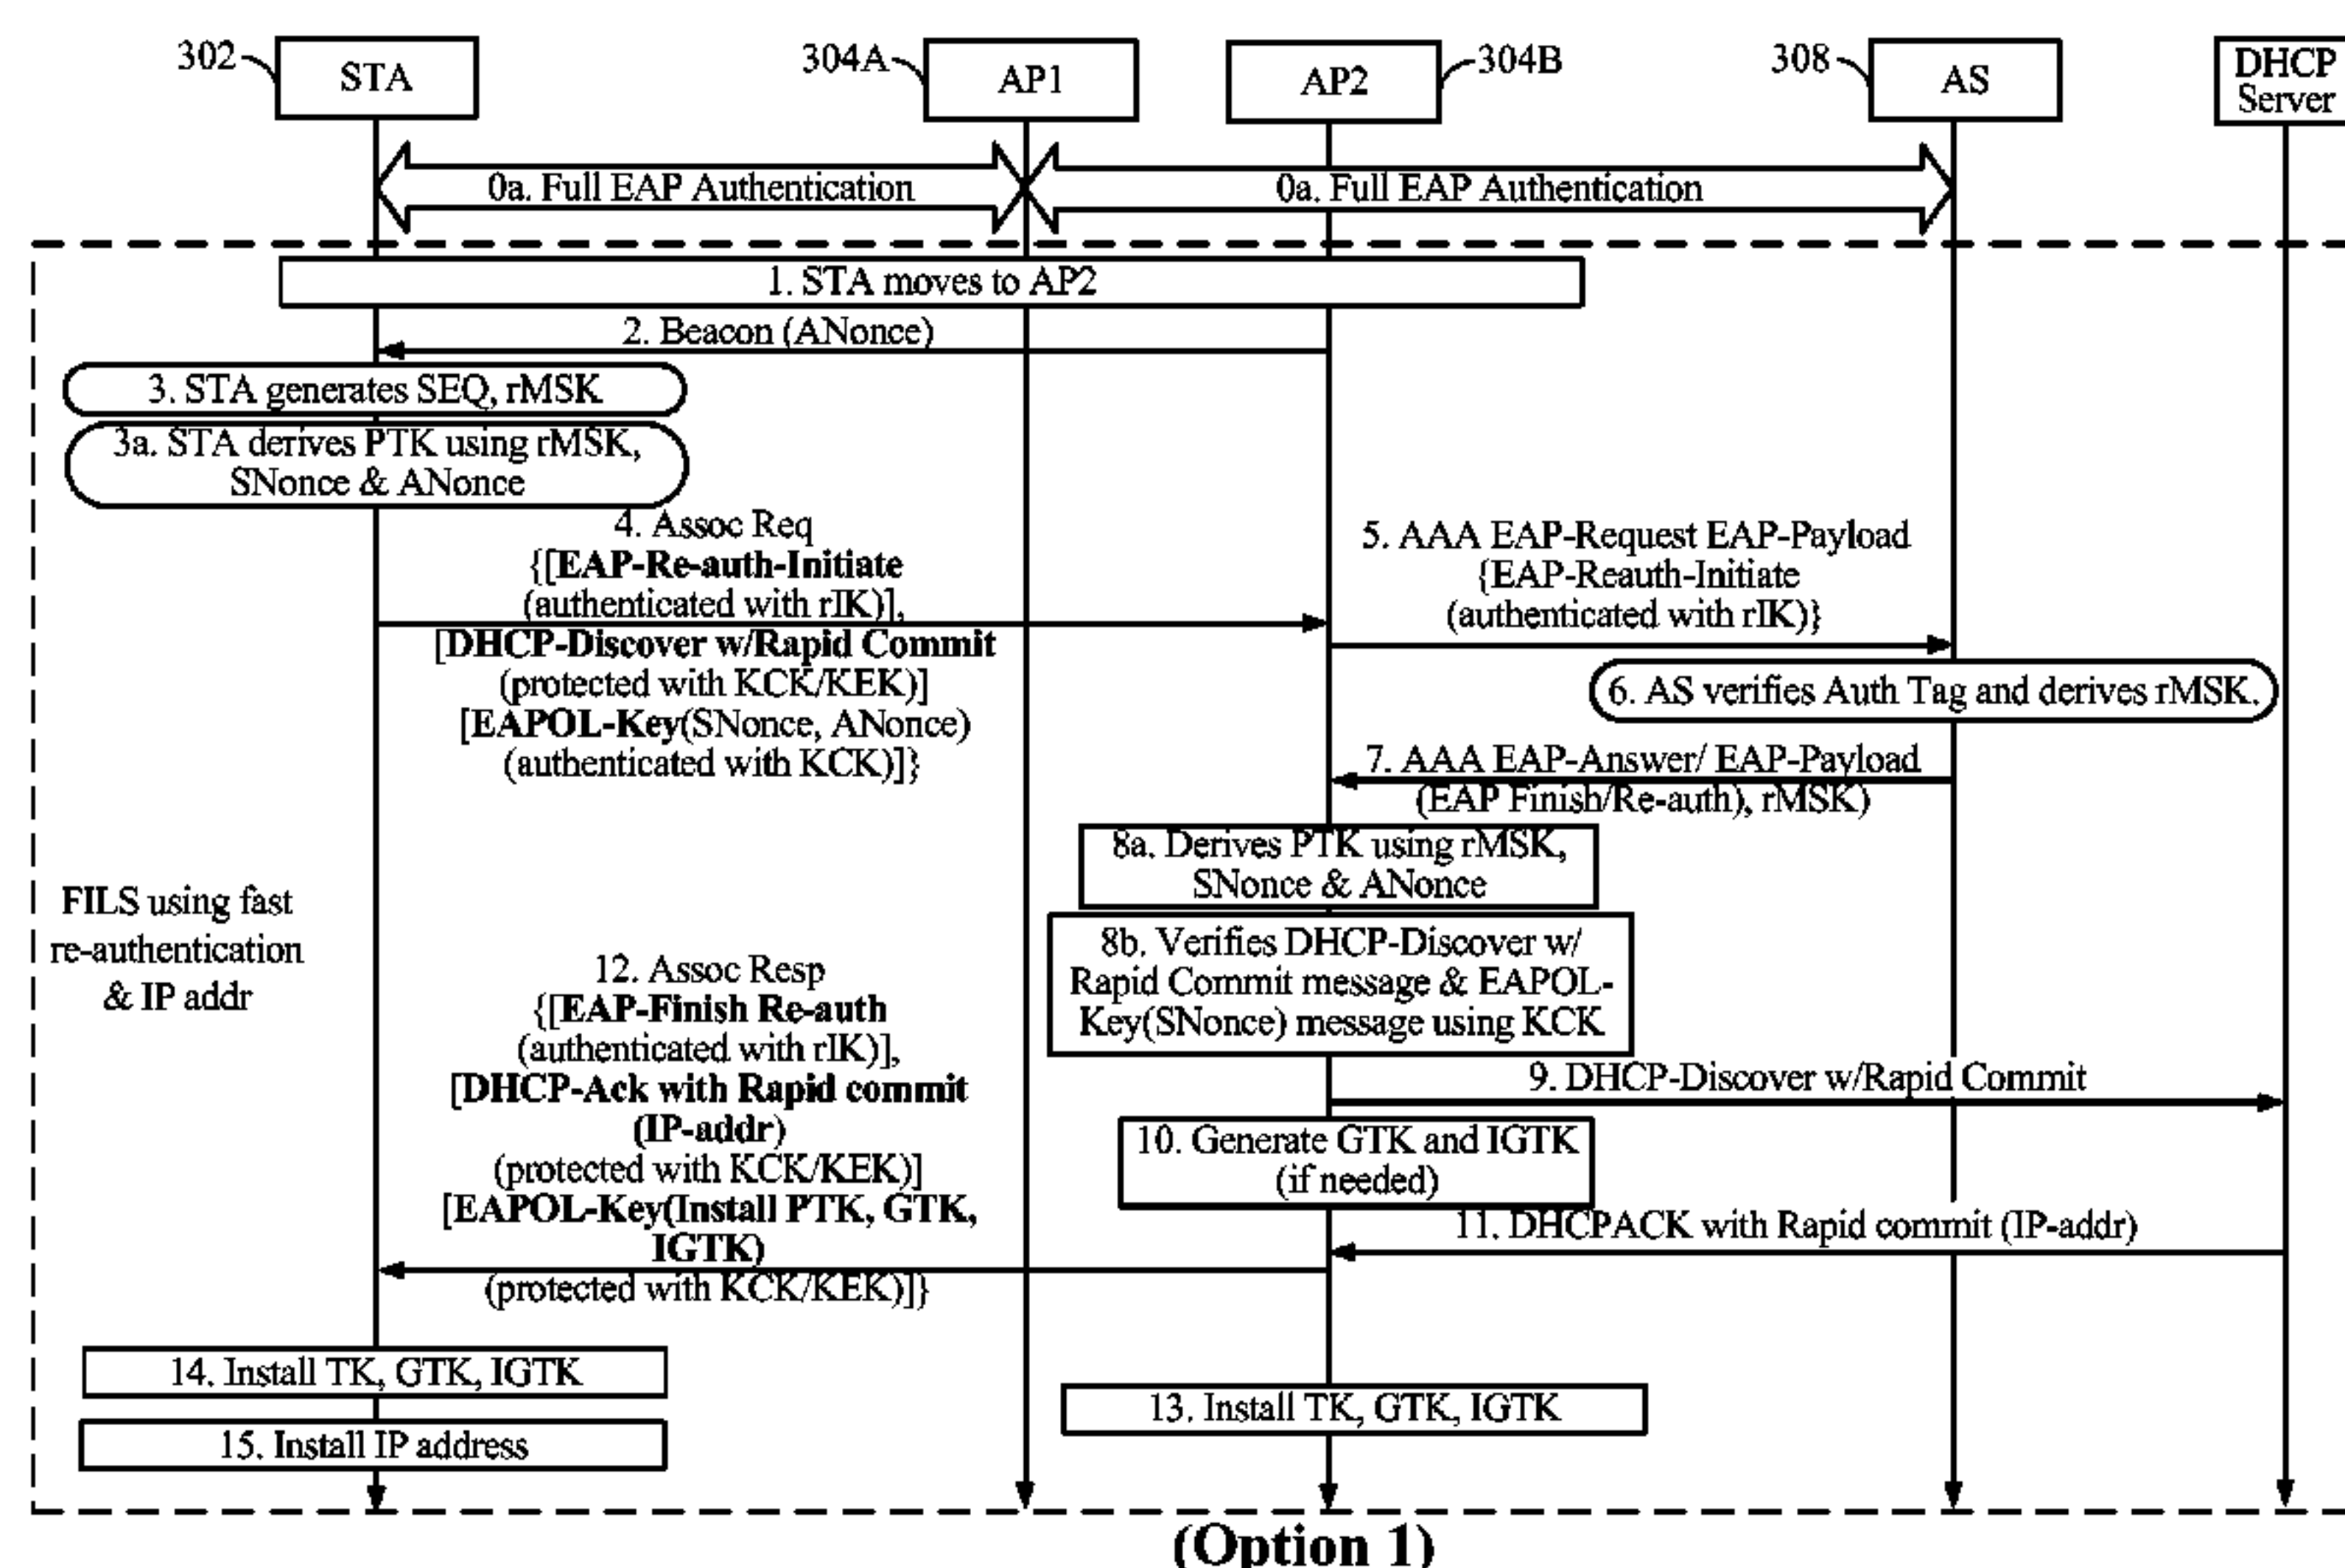 302
STA
304A
AP1
AP2
304B
308
AS
DHCP
Server
0a. Full EAP Authentication
0a. Full EAP Authentication
1. STA moves to AP2
2. Beacon (ANonce)
3. STA generates SEQ, rMSK
3a. STA derives PTK using rMSK,
SNonce & ANonce
4. Assoc Req
{[EAP-Re-auth-Initiate
(authenticated with rIK)],
[DHCP-Discover w/Rapid Commit
(protected with KCK/KEK)]
[EAPOL-Key(SNonce, ANonce)
(authenticated with KCK)]}
5. AAA EAP-Request EAP-Payload
{EAP-Reauth-Initiate
(authenticated with rIK)}
6. AS verifies Auth Tag and derives rMSK.
7. AAA EAP-Answer/ EAP-Payload
(EAP Finish/Re-auth), rMSK)
8a. Derives PTK using rMSK,
SNonce & ANonce
8b. Verifies DHCP-Discover w/
Rapid Commit message & EAPOL-
Key(SNonce) message using KCK
FILS using fast
re-authentication
& IP addr
9. DHCP-Discover w/Rapid Commit
10. Generate GTK and IGTK
(if needed)
11. DHCPACK with Rapid commit (IP-addr)
12. Assoc Resp
{[EAP-Finish Re-auth
(authenticated with rIK)],
[DHCP-Ack with Rapid commit
(IP-addr)
(protected with KCK/KEK)]
[EAPOL-Key(Install PTK, GTK,
IGTK)
(protected with KCK/KEK)]}
14. Install TK, GTK, IGTK
13. Install TK, GTK, IGTK
15. Install IP address
(Option 1)